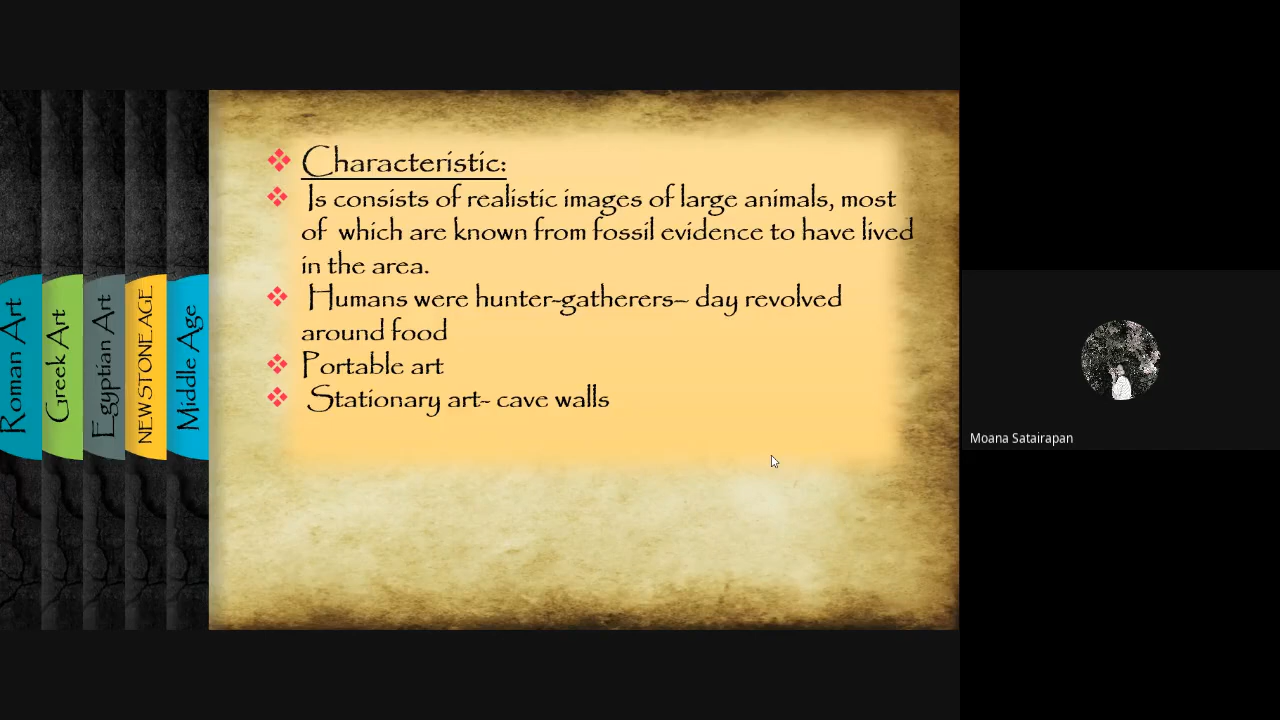 Roman Art
Greek Art
Egyptian Art
NEW STONE AGE
Middle Age
Characteristic:
Is consists of realistic images of large animals, most
of which are known from fossil evidence to have lived
in the area.
Humans were hunter-gatherers– day revolved
around food
Portable art
Stationary art- cave walls
Moana Satairapan